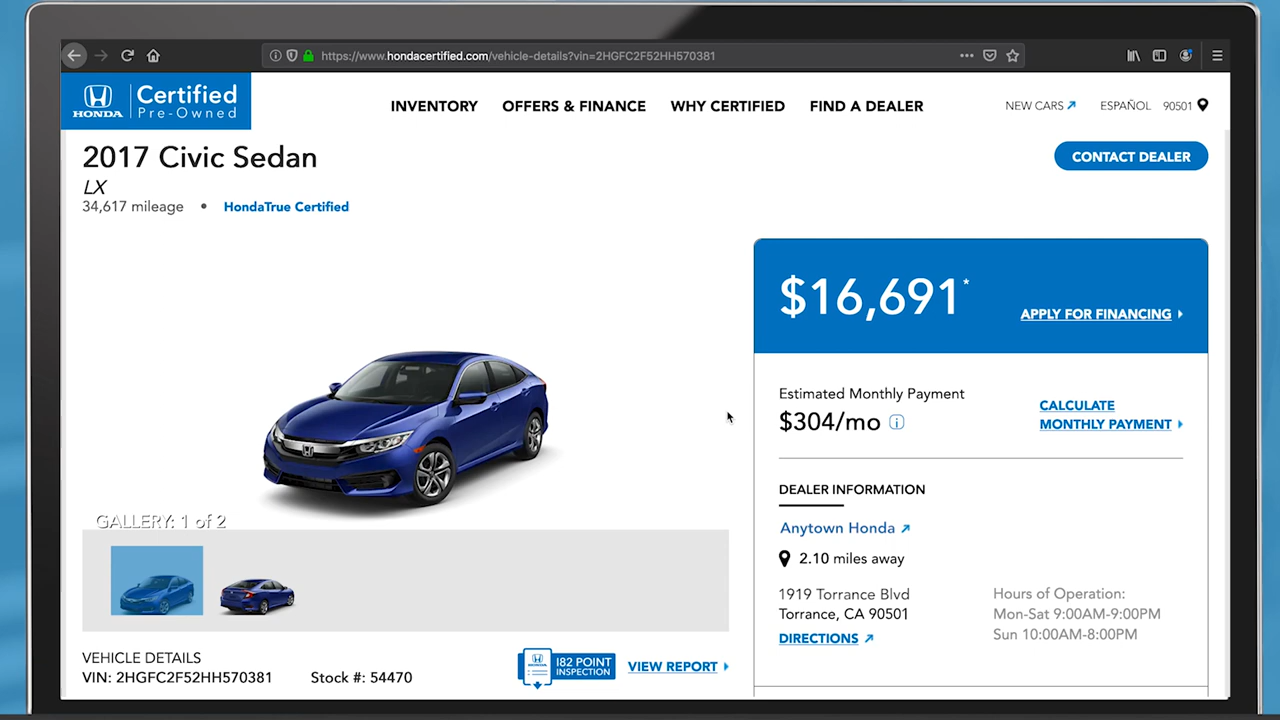 https://www.hondacertified.com/vehicle-details?vin=2HGFC2F52HH570381
HONDA
Certified
Pre-Owned
INVENTORY
OFFERS & FINANCE
WHY CERTIFIED
FIND A DEALER
NEW CARS
ESPAÑOL
90501
2017 Civic Sedan
CONTACT DEALER
LX
34,617 mileage • HondaTrue Certified
$16,691*
APPLY FOR FINANCING
Estimated Monthly Payment
$304/mo
CALCULATE
MONTHLY PAYMENT
DEALER INFORMATION
Anytown Honda
2.10 miles away
1919 Torrance Blvd
Torrance, CA 90501
DIRECTIONS
Hours of Operation:
Mon-Sat 9:00AM-9:00PM
Sun 10:00AM-8:00PM
GALLERY: 1 of 2
VEHICLE DETAILS
VIN: 2HGFC2F52HH570381
Stock #: 54470
182 POINT
INSPECTION
VIEW REPORT